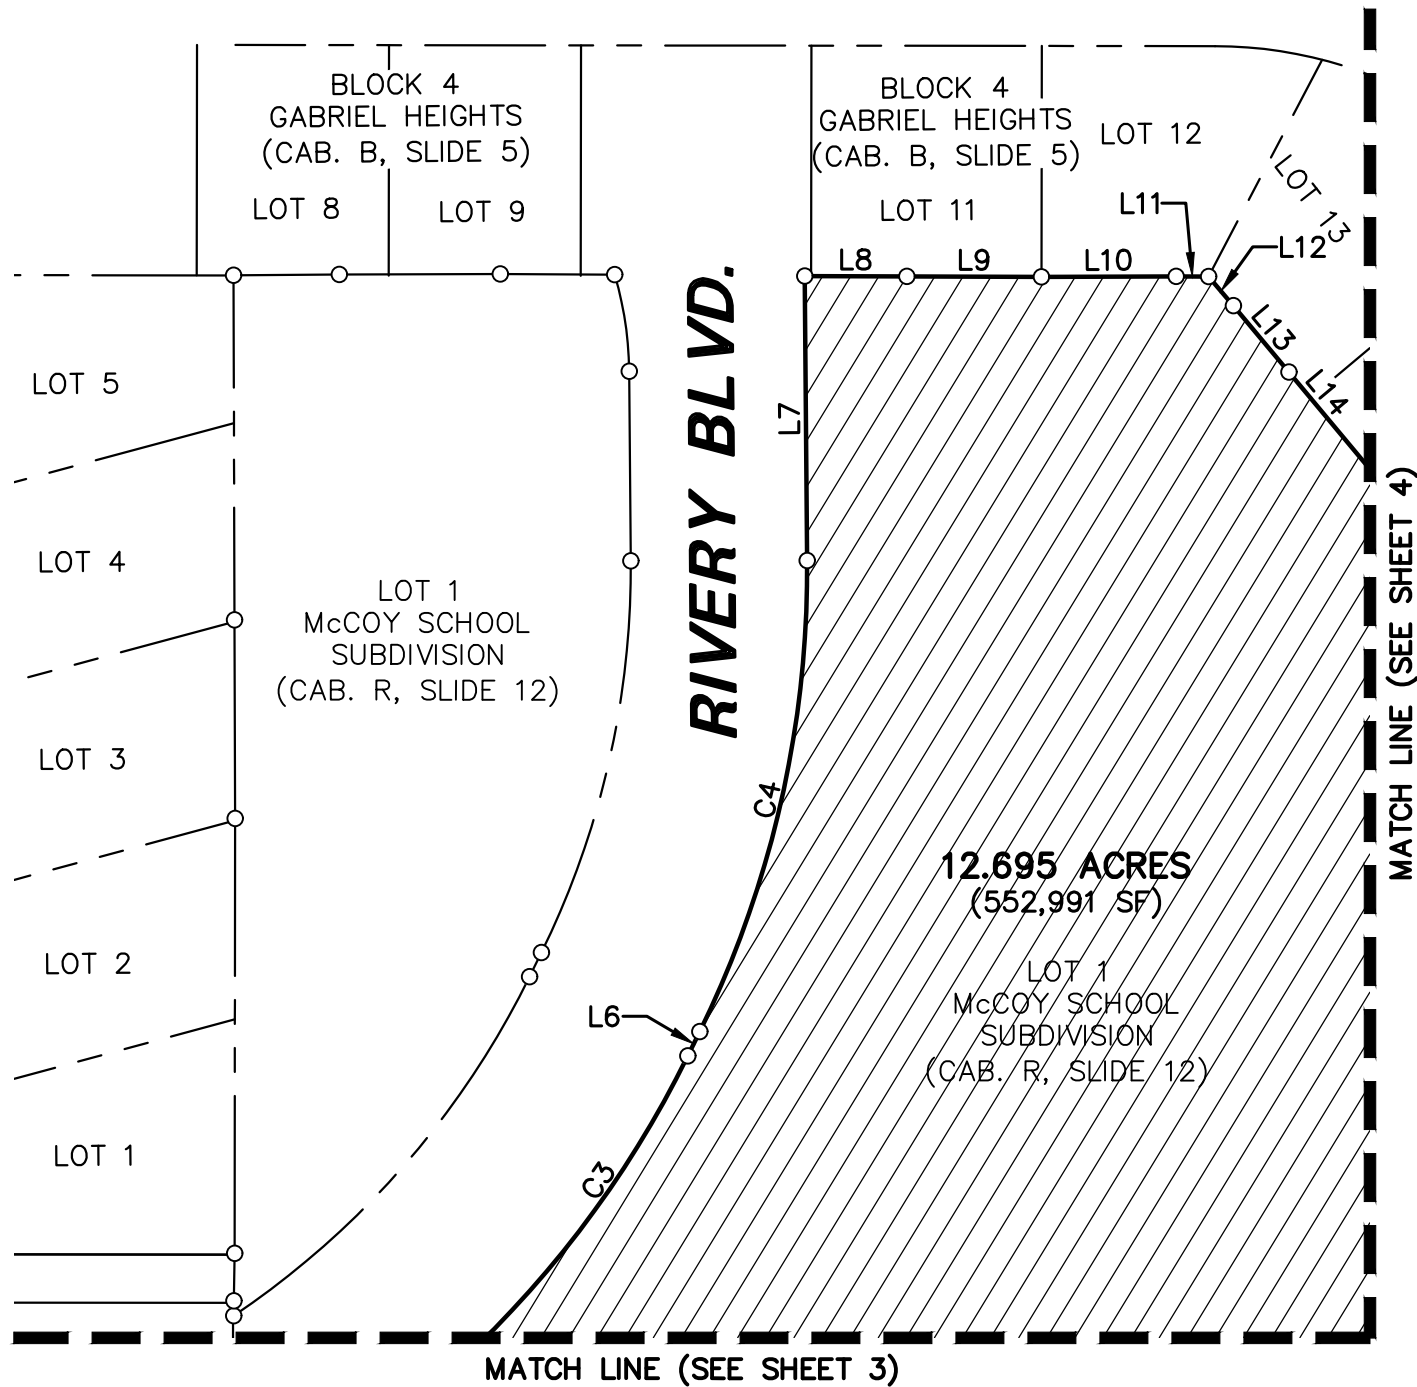 BLOCK 4
GABRIEL HEIGHTS
(CAB. B, SLIDE 5)
LOT 8
LOT 9
BLOCK 4
GABRIEL HEIGHTS
(CAB. B, SLIDE 5)
LOT 11
LOT 12
LOT 13
L11
L12
L8
L9
L10
L13
L14
L7
RIVERY BLVD.
LOT 5
LOT 4
LOT 3
LOT 2
LOT 1
LOT 1
McCOY SCHOOL
SUBDIVISION
(CAB. R, SLIDE 12)
C4
12.695 ACRES
(552,991 SF)
LOT 1
McCOY SCHOOL
SUBDIVISION
(CAB. R, SLIDE 12)
L6
C3
MATCH LINE (SEE SHEET 4)
MATCH LINE (SEE SHEET 3)